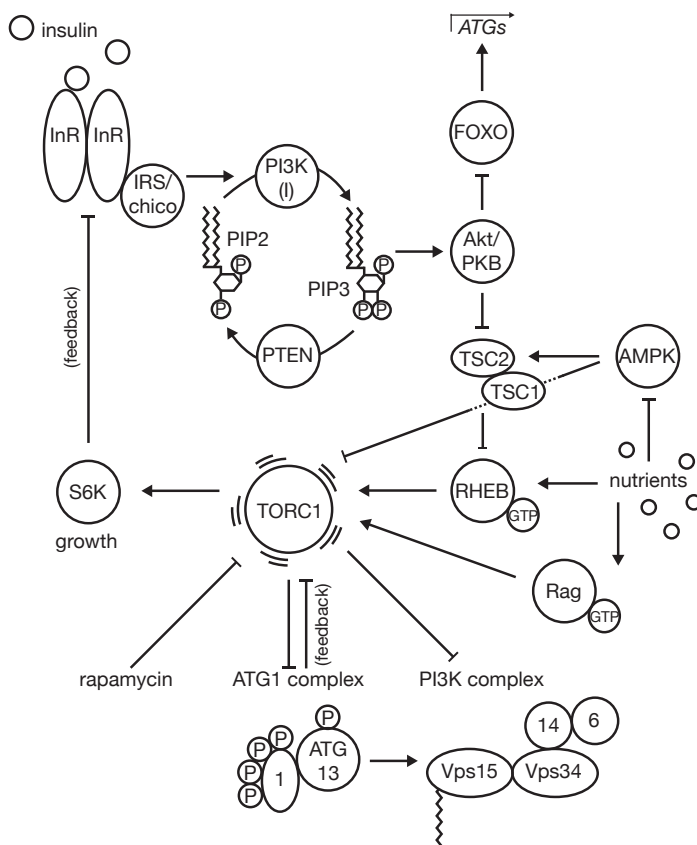 ATGs
insulin
FOXO
InR
InR
IRS/
chico
PI3K
(I)
PIP2
P
P
PIP3
P
P
P
PTEN
Akt/
PKB
TSC2
TSC1
AMPK
(feedback)
S6K
growth
TORC1
RHEB
GTP
nutrients
Rag
GTP
rapamycin
(feedback)
ATG1 complex
PI3K complex
P
P
P
P
P
1
ATG
13
14
6
Vps15
Vps34